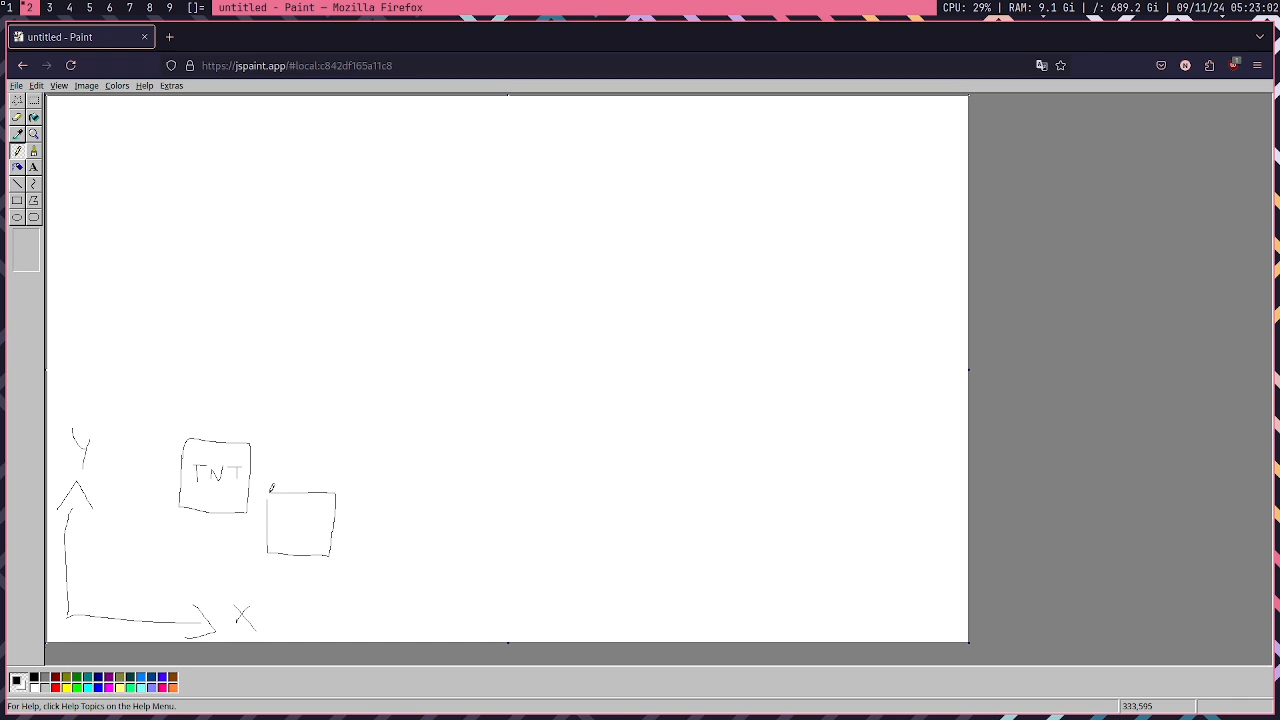 1 2 3 4 5 6 7 8 9 []= untitled - Paint — Mozilla Firefox CPU: 29% | RAM: 9.1 Gi | /: 689.2 Gi | 09/11/24 05:23:02
untitled - Paint
https://jspaint.app/#local:c842df165a11c8
File Edit View Image Colors Help Extras
Y
TNT
X
For Help, click Help Topics on the Help Menu. 333,595